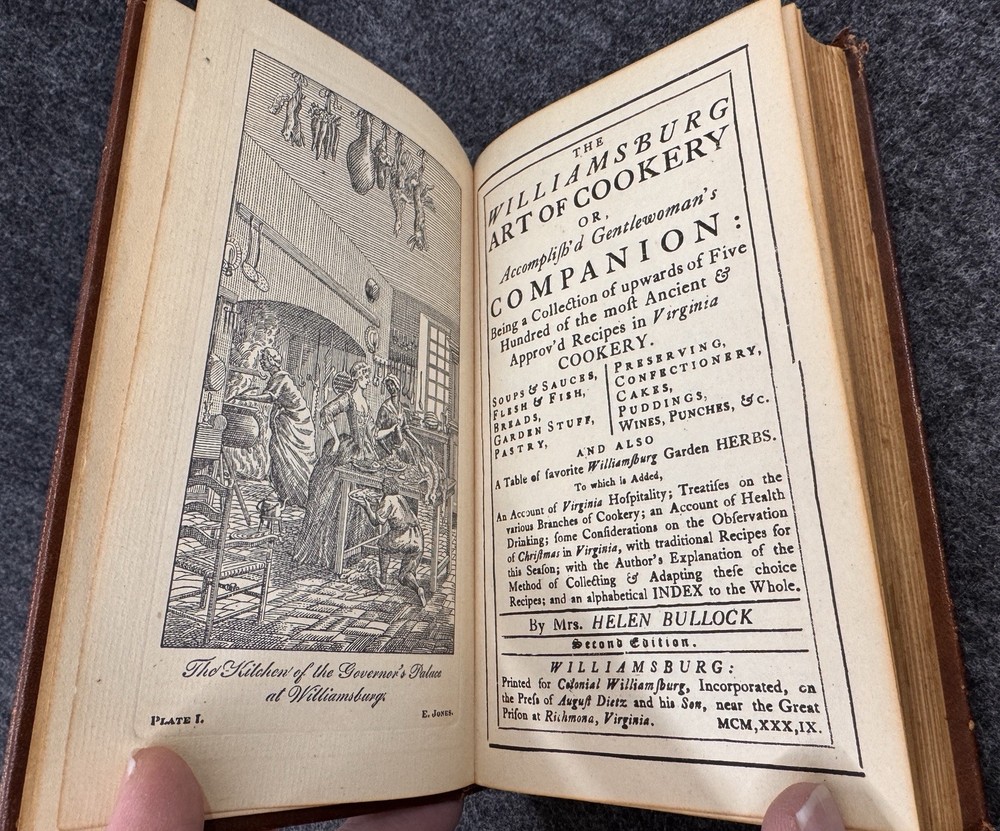 The Kitchen of the Governor's Palace
at Williamsburg.
PLATE I.
E. JONES.
THE
WILLIAMSBURG
ART OF COOKERY
OR,
Accompliſh'd Gentlewoman's
COMPANION:
Being a Collection of upwards of Five
Hundred of the moſt Ancient &
Approv'd Recipes in Virginia
COOKERY.
SOUPS & SAUCES,
FLESH & FISH,
BREADS,
GARDEN STUFF,
PASTRY,
PRESERVING,
CONFECTIONERY,
CAKES,
PUDDINGS,
WINES, PUNCHES, &c.
AND ALSO
A Table of favorite Williamſburg Garden HERBS.
To which is Added,
An Account of Virginia Hoſpitality; Treatiſes on the
various Branches of Cookery; an Account of Health
Drinking; ſome Conſiderations on the Obſervation
of Chriſtmas in Virginia, with traditional Recipes for
this Seaſon; with the Author's Explanation of the
Method of Collecting & Adapting theſe choice
Recipes; and an alphabetical INDEX to the Whole.
By Mrs. HELEN BULLOCK
Second Edition.
WILLIAMSBURG:
Printed for Colonial Williamſburg, Incorporated, on
the Preſs of Auguſt Dietz and his Son, near the Great
Priſon at Richmond, Virginia. MCM,XXX,IX.